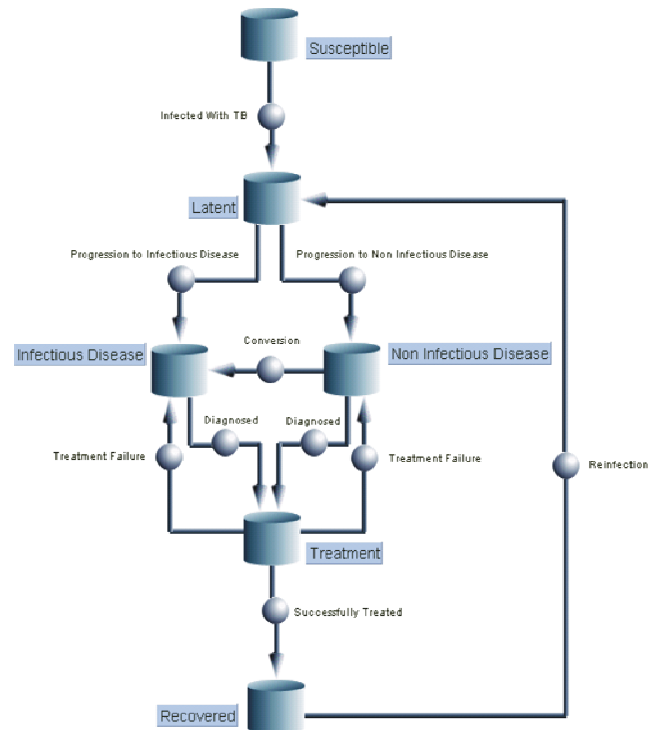 Susceptible
Infected With TB
Latent
Progression to Infectious Disease
Progression to Non Infectious Disease
Infectious Disease
Conversion
Non Infectious Disease
Diagnosed
Diagnosed
Treatment Failure
Treatment Failure
Reinfection
Treatment
Successfully Treated
Recovered